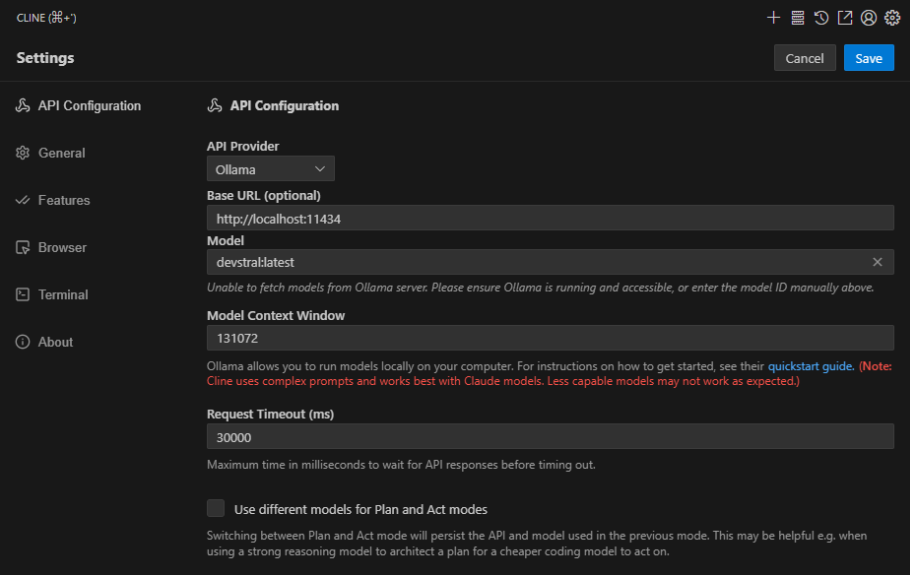 CLINE (⌘+')
Settings
Cancel
Save
API Configuration
General
Features
Browser
Terminal
About
API Configuration
API Provider
Ollama
Base URL (optional)
http://localhost:11434
Model
devstral:latest
Unable to fetch models from Ollama server. Please ensure Ollama is running and accessible, or enter the model ID manually above.
Model Context Window
131072
Ollama allows you to run models locally on your computer. For instructions on how to get started, see their quickstart guide. (Note:
Cline uses complex prompts and works best with Claude models. Less capable models may not work as expected.)
Request Timeout (ms)
30000
Maximum time in milliseconds to wait for API responses before timing out.
Use different models for Plan and Act modes
Switching between Plan and Act mode will persist the API and model used in the previous mode. This may be helpful e.g. when
using a strong reasoning model to architect a plan for a cheaper coding model to act on.